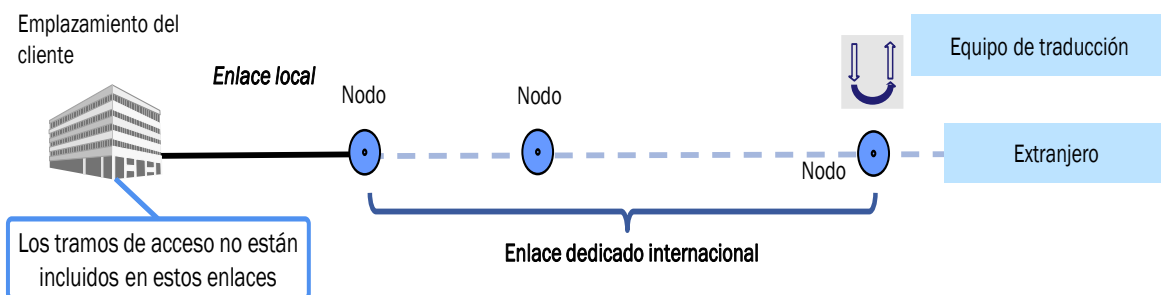 Emplazamiento del
cliente
Enlace local
Nodo
Nodo
Equipo de traducción
Nodo
Extranjero
Los tramos de acceso no están
incluidos en estos enlaces
Enlace dedicado internacional